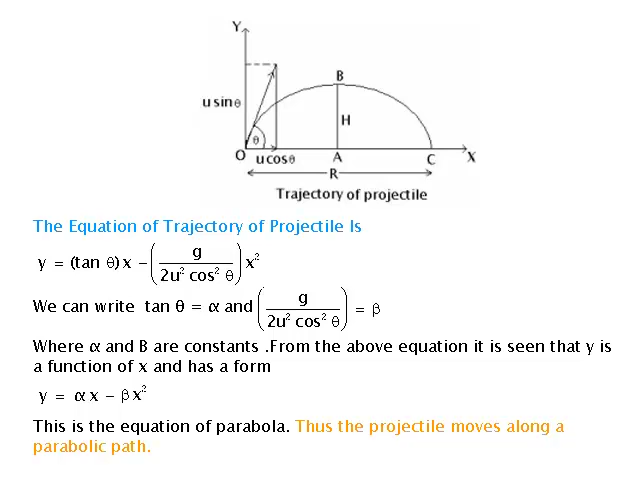 Y
B
u sinθ
H
θ
O u cosθ A C X
R
Trajectory of projectile
The Equation of Trajectory of Projectile Is
y = (tan θ) x − (g / 2u² cos² θ) x²
We can write tan θ = α and (g / 2u² cos² θ) = β
Where α and B are constants .From the above equation it is seen that y is
a function of x and has a form
y = α x − β x²
This is the equation of parabola. Thus the projectile moves along a
parabolic path.